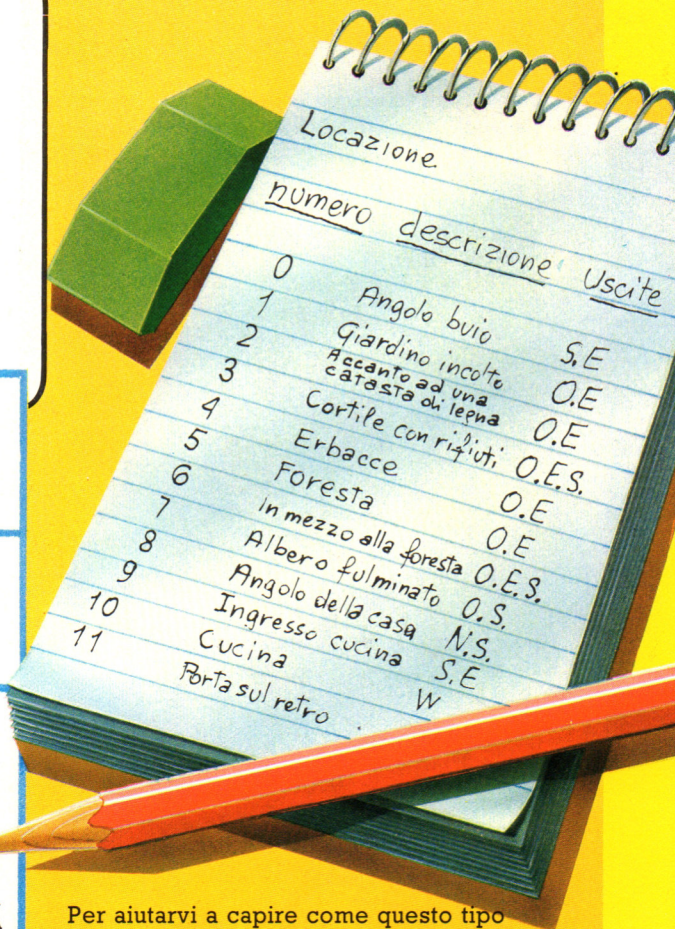 Locazione
numero descrizione Uscite
0 Angolo buio S,E
1 Giardino incolto O.E
2 Accanto ad una
catasta di legna O.E
3 Cortile con rifiuti O.E.S.
4 Erbacce O.E
5 Foresta O.E
6 in mezzo alla foresta O.E.S.
7 Albero fulminato O.S.
8 Angolo della casa N.S.
9 Ingresso cucina S.E
10 Cucina W
11 Porta sul retro
Per aiutarvi a capire come questo tipo